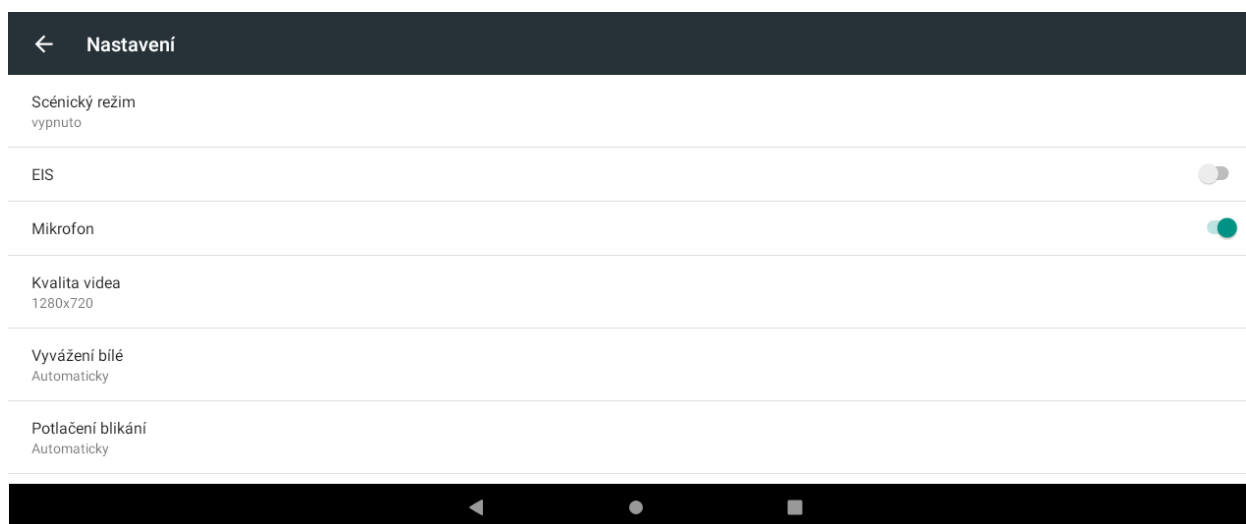 Nastavení
Scénický režim
vypnuto
EIS
Mikrofon
Kvalita videa
1280x720
Vyvážení bílé
Automaticky
Potlačení blikání
Automaticky